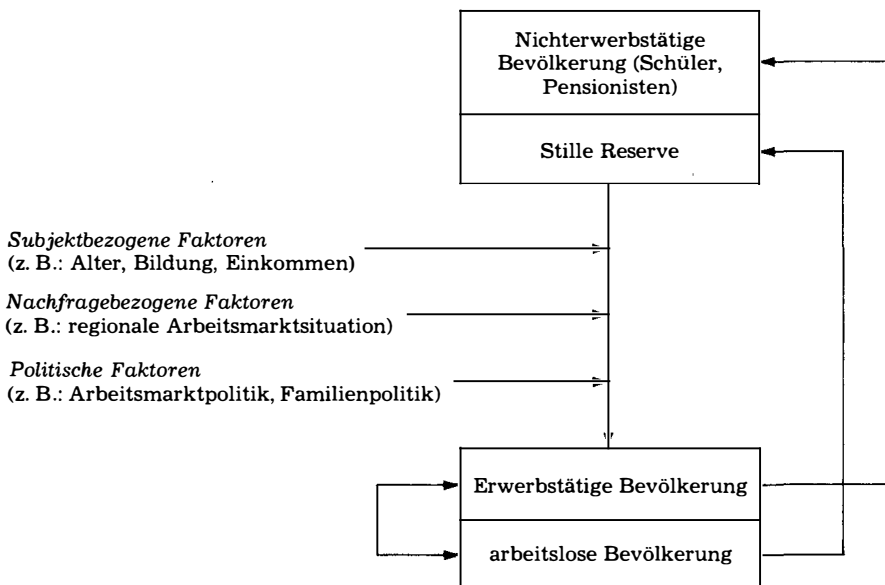 Nichterwerbstätige
Bevölkerung (Schüler,
Pensionisten)
Stille Reserve
Subjektbezogene Faktoren
(z. B.: Alter, Bildung, Einkommen)
Nachfragebezogene Faktoren
(z. B.: regionale Arbeitsmarktsituation)
Politische Faktoren
(z. B.: Arbeitsmarktpolitik, Familienpolitik)
Erwerbstätige Bevölkerung
arbeitslose Bevölkerung